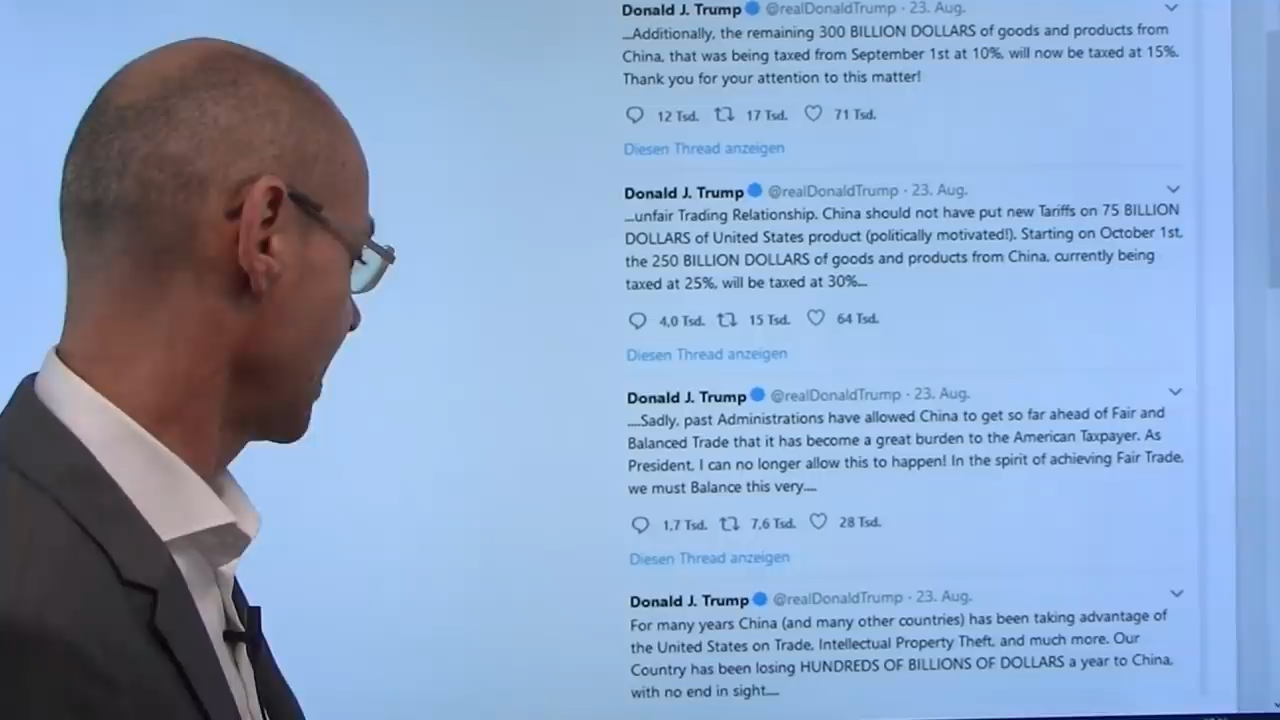 Donald J. Trump @realDonaldTrump · 23. Aug.
...Additionally, the remaining 300 BILLION DOLLARS of goods and products from
China, that was being taxed from September 1st at 10%, will now be taxed at 15%.
Thank you for your attention to this matter!
12 Tsd. 17 Tsd. 71 Tsd.
Diesen Thread anzeigen
Donald J. Trump @realDonaldTrump · 23. Aug.
...unfair Trading Relationship. China should not have put new Tariffs on 75 BILLION
DOLLARS of United States product (politically motivated!). Starting on October 1st,
the 250 BILLION DOLLARS of goods and products from China, currently being
taxed at 25%, will be taxed at 30%...
4,0 Tsd. 15 Tsd. 64 Tsd.
Diesen Thread anzeigen
Donald J. Trump @realDonaldTrump · 23. Aug.
....Sadly, past Administrations have allowed China to get so far ahead of Fair and
Balanced Trade that it has become a great burden to the American Taxpayer. As
President, I can no longer allow this to happen! In the spirit of achieving Fair Trade,
we must Balance this very....
1,7 Tsd. 7,6 Tsd. 28 Tsd.
Diesen Thread anzeigen
Donald J. Trump @realDonaldTrump · 23. Aug.
For many years China (and many other countries) has been taking advantage of
the United States on Trade, Intellectual Property Theft, and much more. Our
Country has been losing HUNDREDS OF BILLIONS OF DOLLARS a year to China,
with no end in sight....